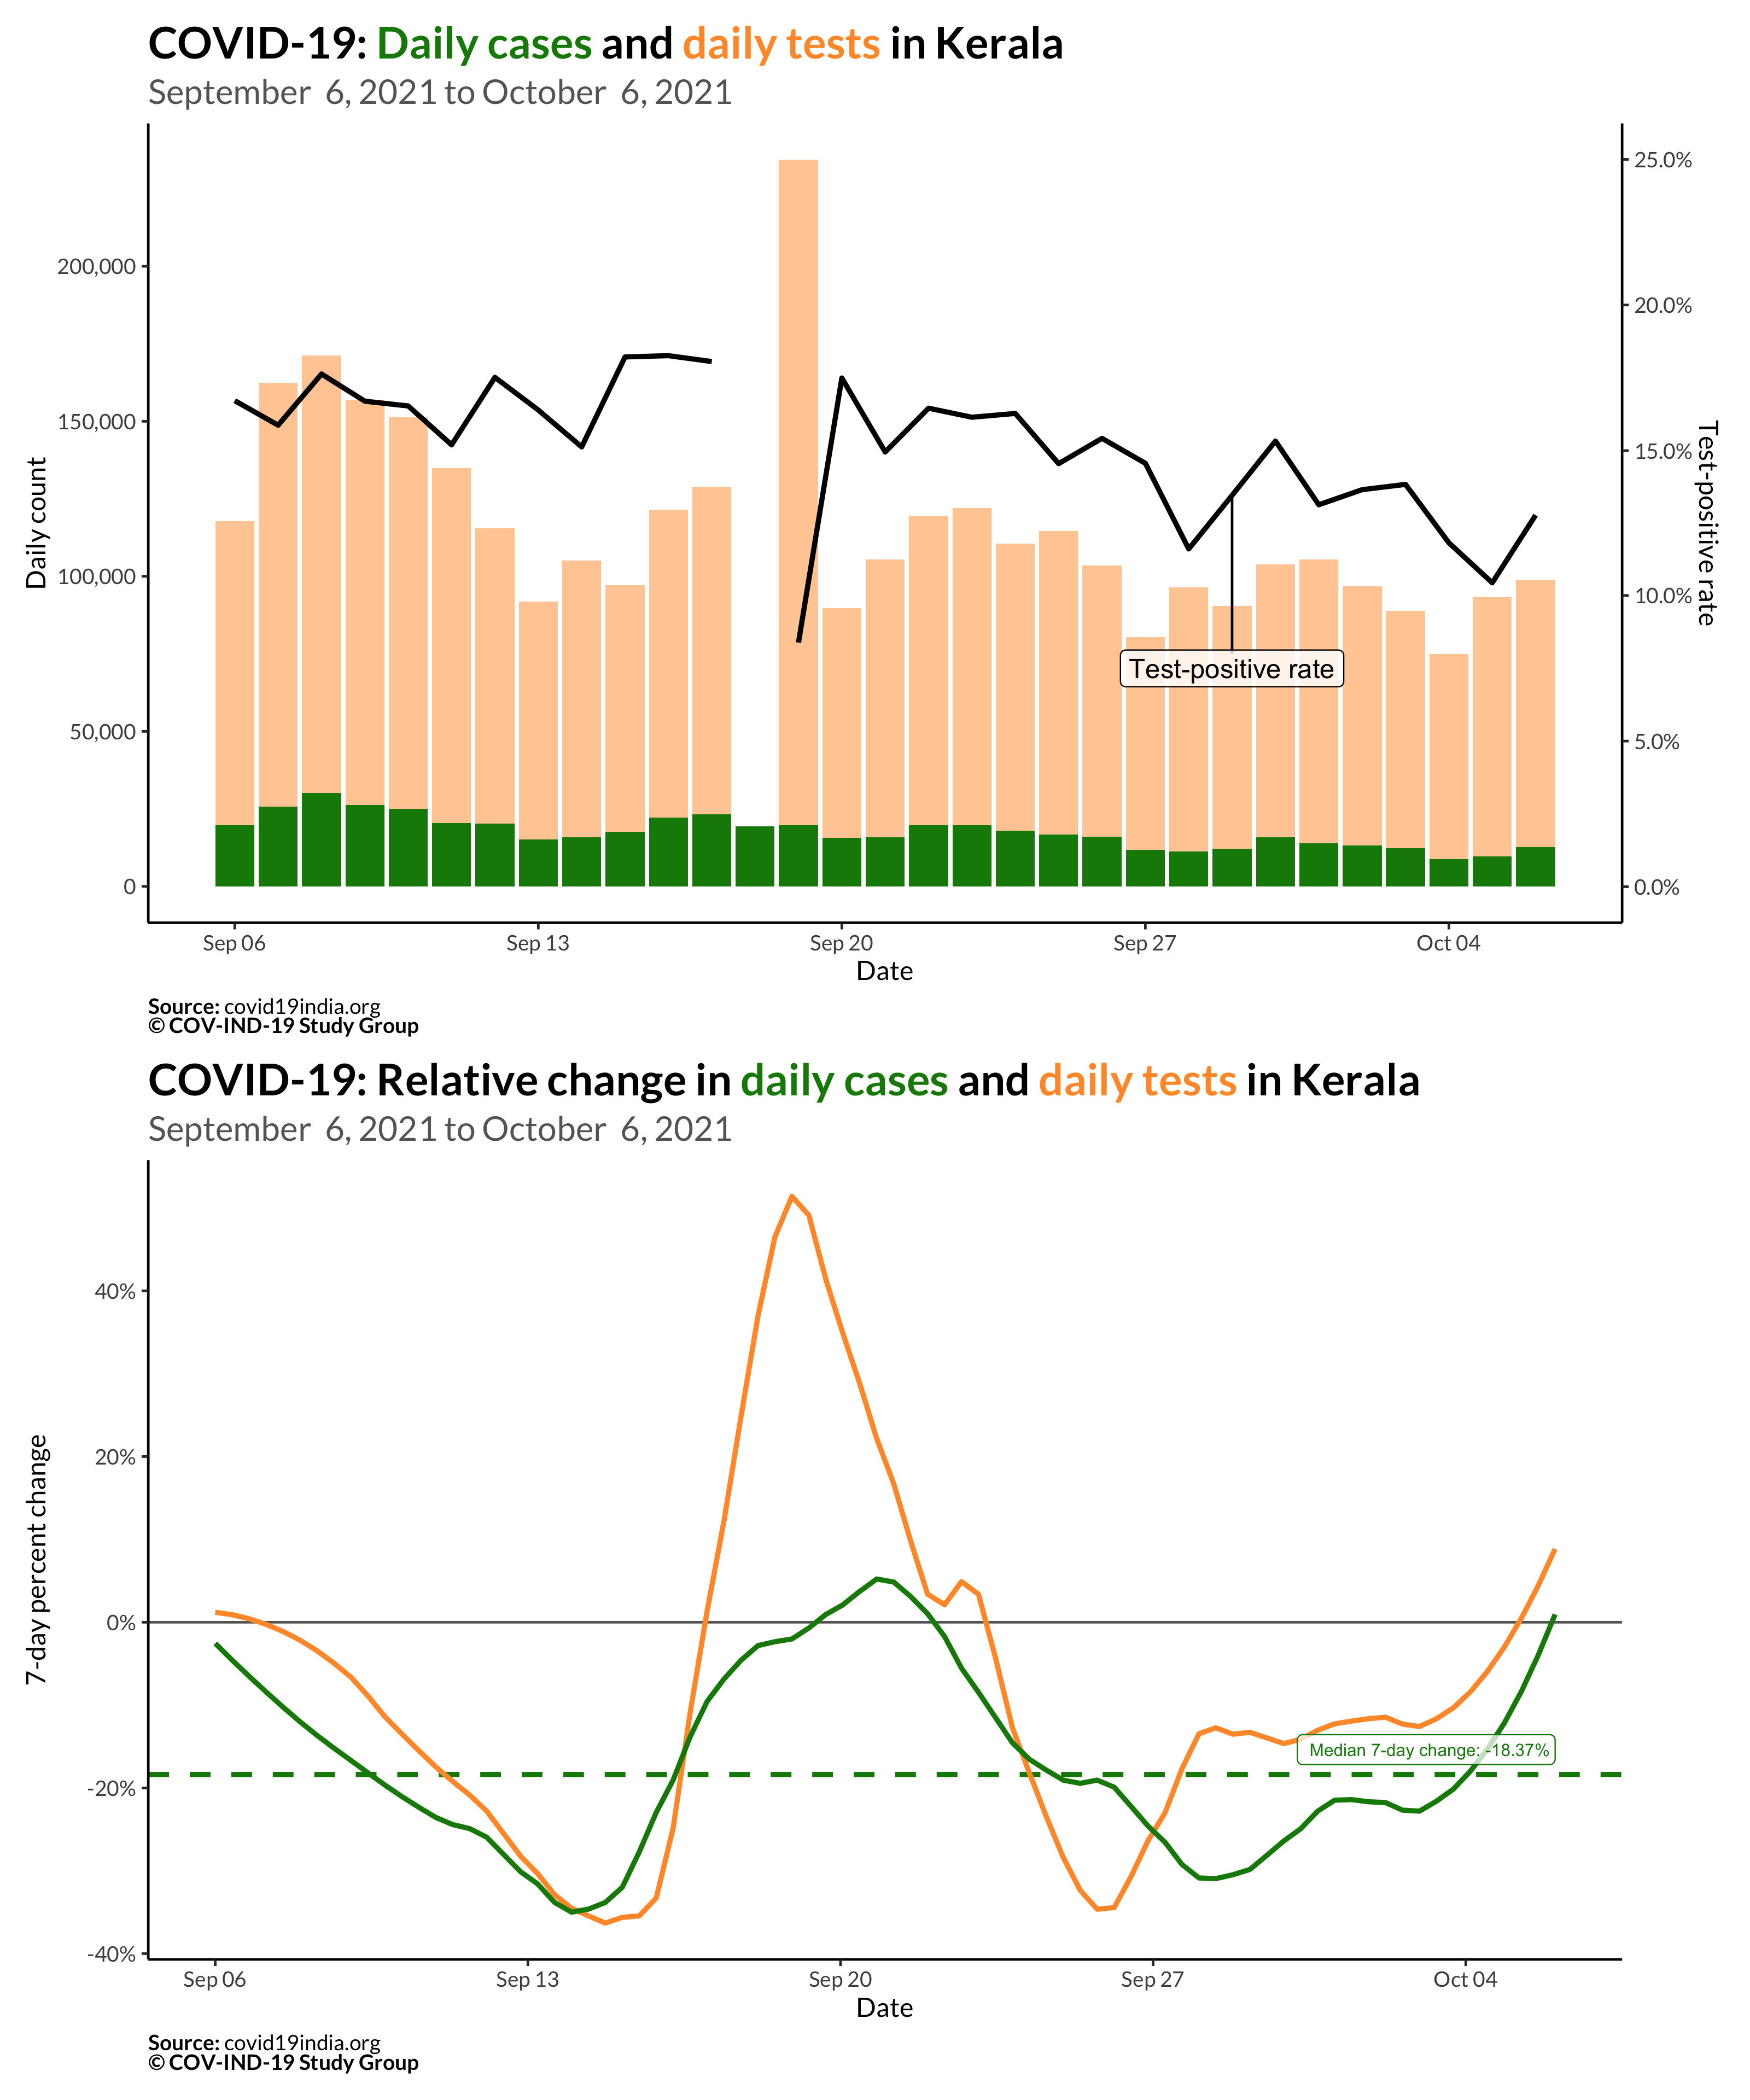 COVID-19: Daily cases and daily tests in Kerala
September  6, 2021 to October  6, 2021
Daily count
200,000
150,000
100,000
50,000
0
25.0%
20.0%
15.0%
10.0%
5.0%
0.0%
Test-positive rate
Test-positive rate
Sep 06
Sep 13
Sep 20
Sep 27
Oct 04
Date
Source: covid19india.org
© COV-IND-19 Study Group
COVID-19: Relative change in daily cases and daily tests in Kerala
September  6, 2021 to October  6, 2021
7-day percent change
40%
20%
0%
-20%
-40%
Median 7-day change: -18.37%
Sep 06
Sep 13
Sep 20
Sep 27
Oct 04
Date
Source: covid19india.org
© COV-IND-19 Study Group